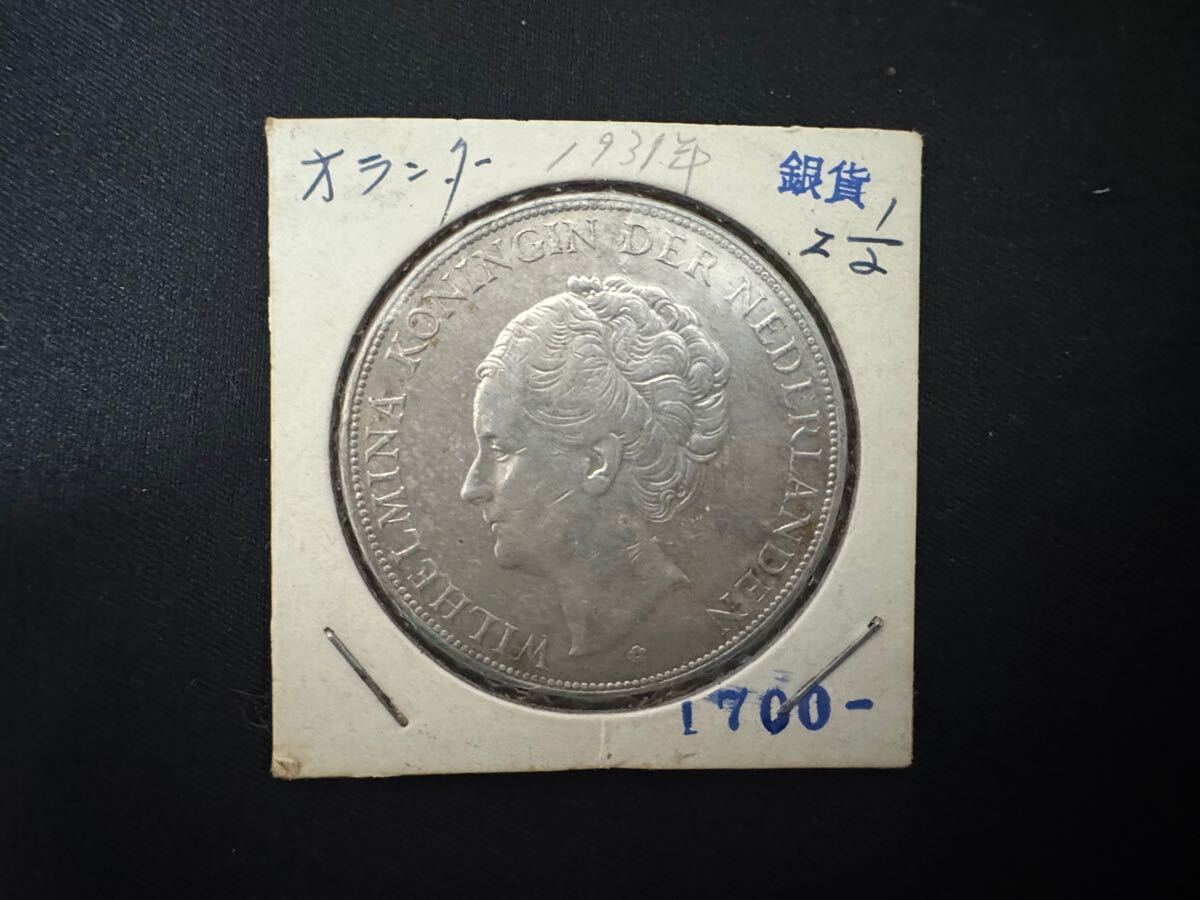 オランダー
1931年
銀貨
2 1/2
WILHELMINA KONINGIN DER NEDERLANDEN
G
1700-